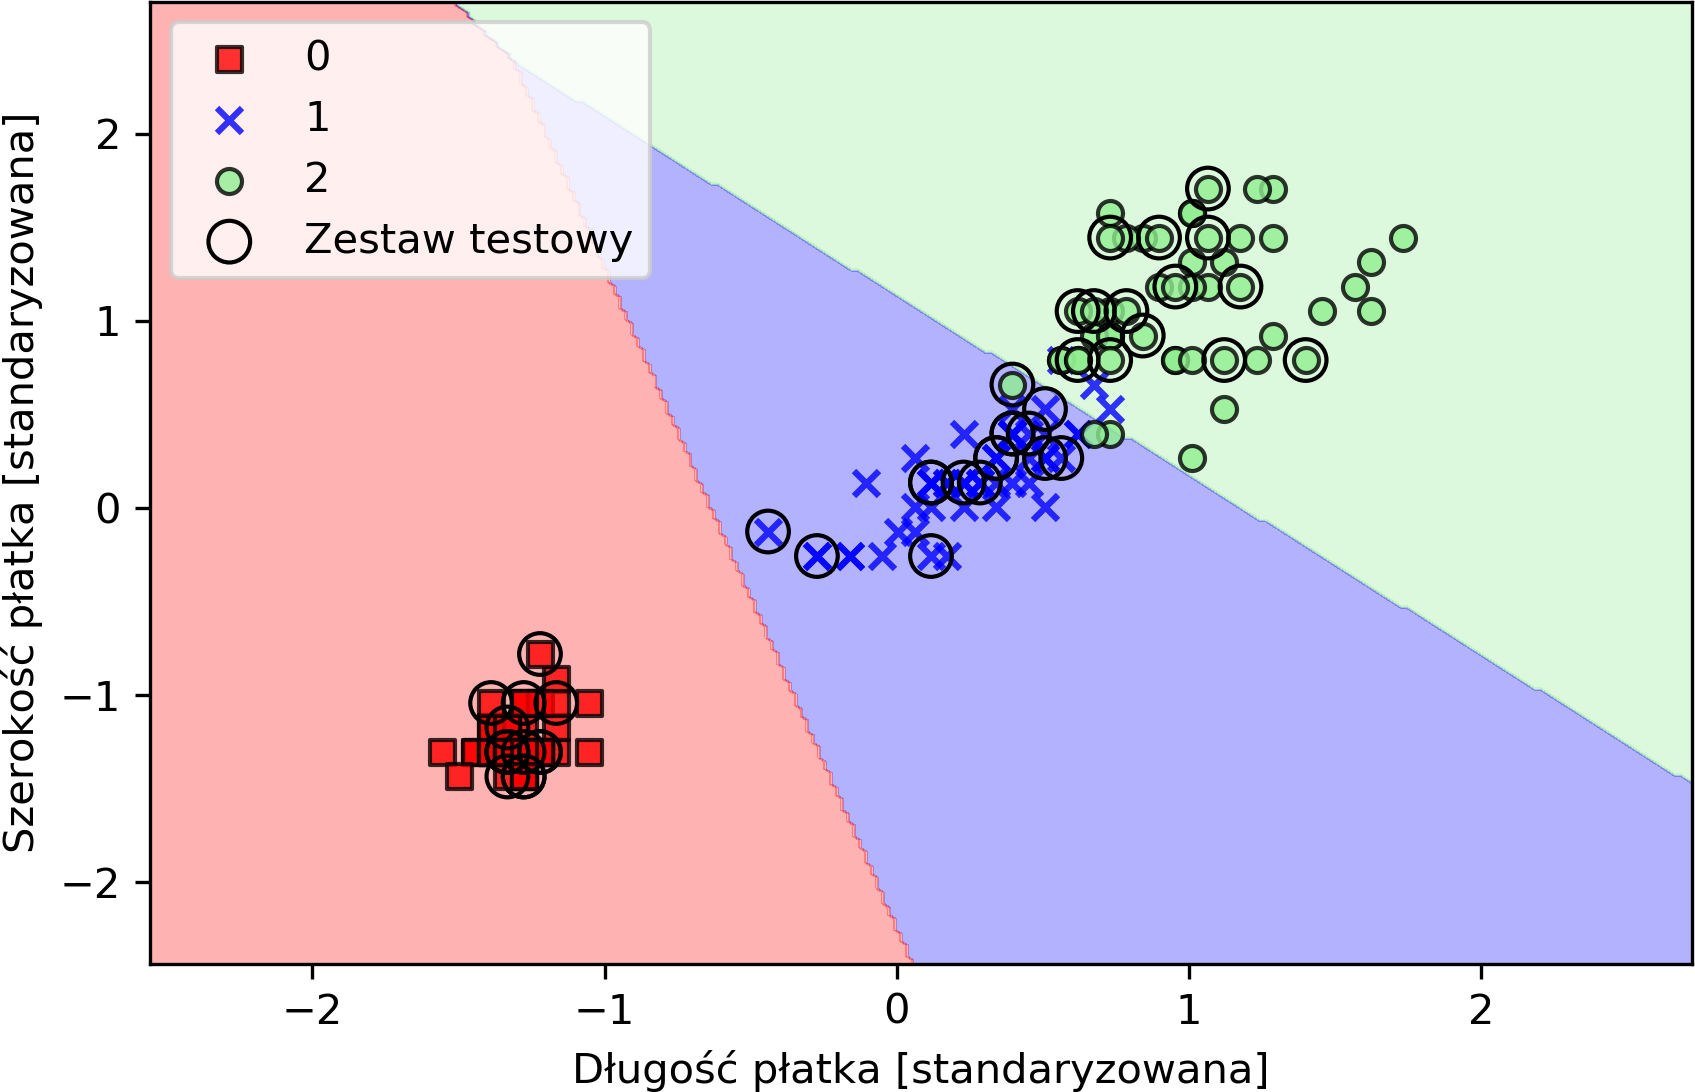 0
1
2
Zestaw testowy
2
1
0
−1
−2
Szerokość płatka [standaryzowana]
−2 −1 0 1 2
Długość płatka [standaryzowana]